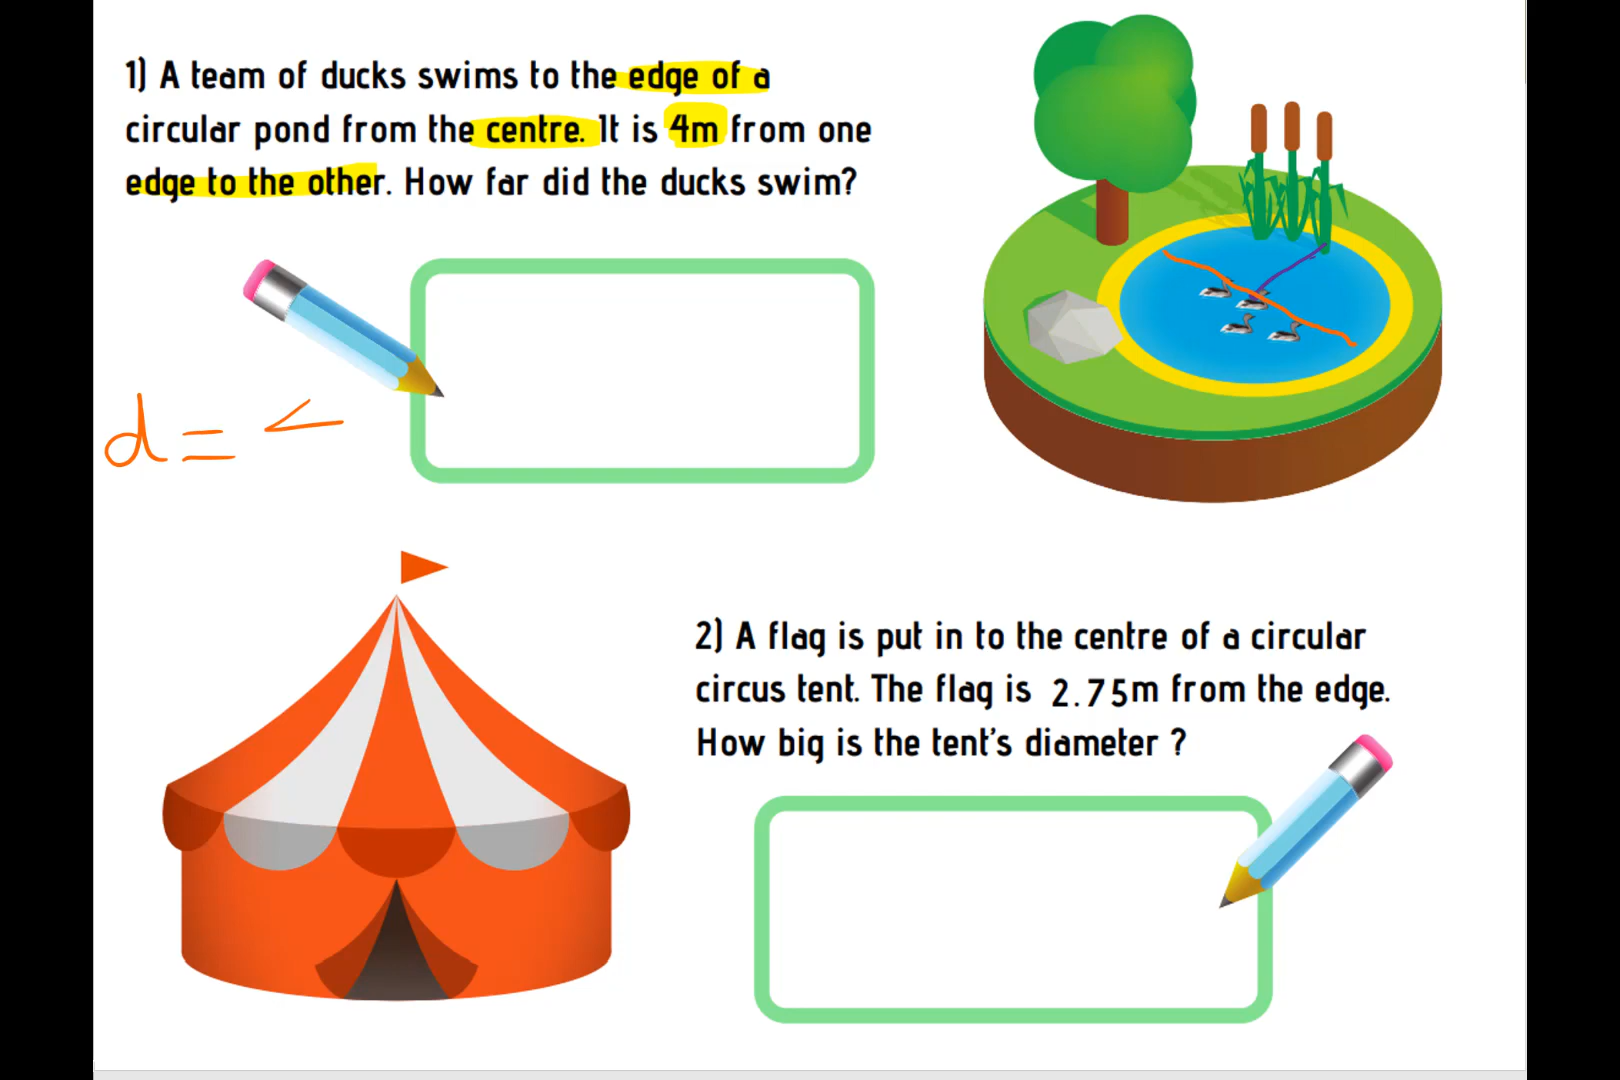 1) A team of ducks swims to the edge of a
circular pond from the centre. It is 4m from one
edge to the other. How far did the ducks swim?
d = <
2) A flag is put in to the centre of a circular
circus tent. The flag is 2.75m from the edge.
How big is the tent's diameter ?